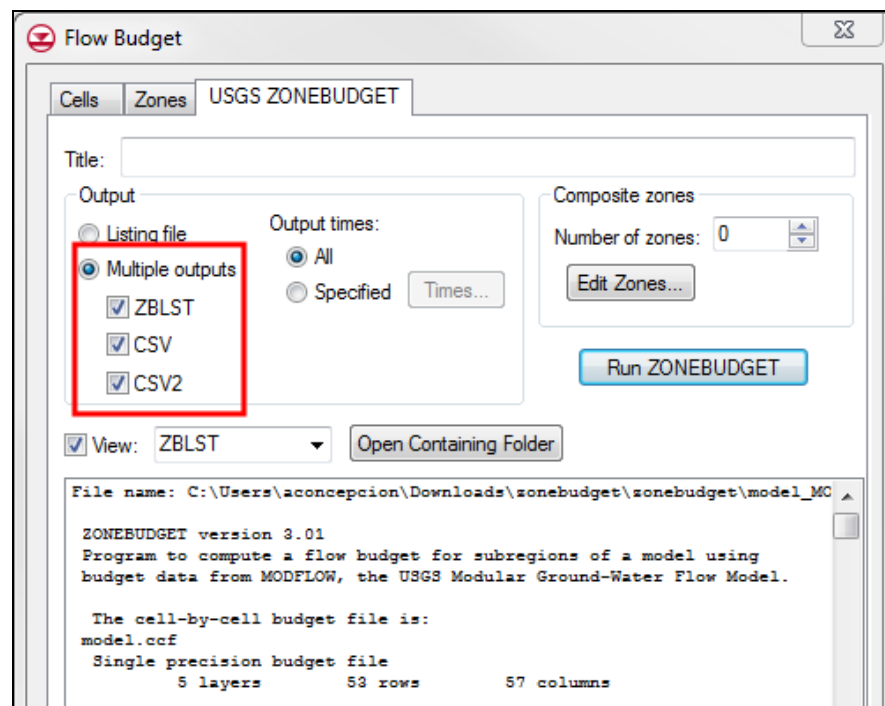 Flow Budget
Cells Zones USGS ZONEBUDGET
Title:
Output
Listing file
Multiple outputs
ZBLST
CSV
CSV2
Output times:
All
Specified Times...
Composite zones
Number of zones: 0
Edit Zones...
Run ZONEBUDGET
View: ZBLST Open Containing Folder
File name: C:\Users\aconcepcion\Downloads\zonebudget\zonebudget\model_MO
ZONEBUDGET version 3.01
Program to compute a flow budget for subregions of a model using
budget data from MODFLOW, the USGS Modular Ground-Water Flow Model.
The cell-by-cell budget file is:
model.ccf
Single precision budget file
5 layers 53 rows 57 columns